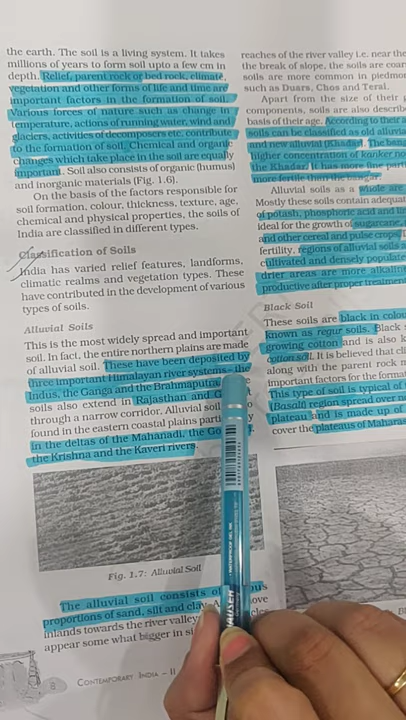 the earth. The soil is a living system. It takes
millions of years to form soil upto a few cm in
depth. Relief, parent rock or bed rock, climate,
vegetation and other forms of life and time are
important factors in the formation of soil.
Various forces of nature such as change in
temperature, actions of running water, wind and
glaciers, activities of decomposers etc. contribute
to the formation of soil. Chemical and organic
changes which take place in the soil are equally
important. Soil also consists of organic (humus)
and inorganic materials (Fig. 1.6).
On the basis of the factors responsible for
soil formation, colour, thickness, texture, age,
chemical and physical properties, the soils of
India are classified in different types.
Classification of Soils
India has varied relief features, landforms,
climatic realms and vegetation types. These
have contributed in the development of various
types of soils.
Alluvial Soils
This is the most widely spread and important
soil. In fact, the entire northern plains are made
of alluvial soil. These have been deposited by
three important Himalayan river systems– the
Indus, the Ganga and the Brahmaputra.
soils also extend in Rajasthan and
through a narrow corridor. Alluvial soil
found in the eastern coastal plains
in the deltas of the Mahanadi, the
the Krishna and the Kaveri rivers.
Fig. 1.7: Alluvial Soil
The alluvial soil consists of
proportions of sand, silt and clay.
inlands towards the river valley
appear some what bigger in
8 CONTEMPORARY INDIA – II
reaches of the river valley i.e. near the
the break of slope, the soils are
soils are more common in
such as Duars, Chos and Terai.
Apart from the size of their
components, soils are also
basis of their age. According to their
soils can be classified as old
and new alluvial (Khadar). The
higher concentration of kanker
the Khadar. It has more fine
more fertile than the bangar.
Alluvial soils as a whole are
Mostly these soils contain
of potash, phosphoric acid and
ideal for the growth of sugarcane,
and other cereal and pulse crops.
fertility, regions of alluvial soils
cultivated and densely
drier areas are more
productive after proper
Black Soil
These soils are black in
known as regur soils. Black
growing cotton and is also
cotton soil. It is believed that
along with the parent rock
important factors for the
This type of soil is typical of
(Basalt) region spread over
plateau and is made up of
cover the plateaus of
WATERPROOF GEL INK
HAUSER